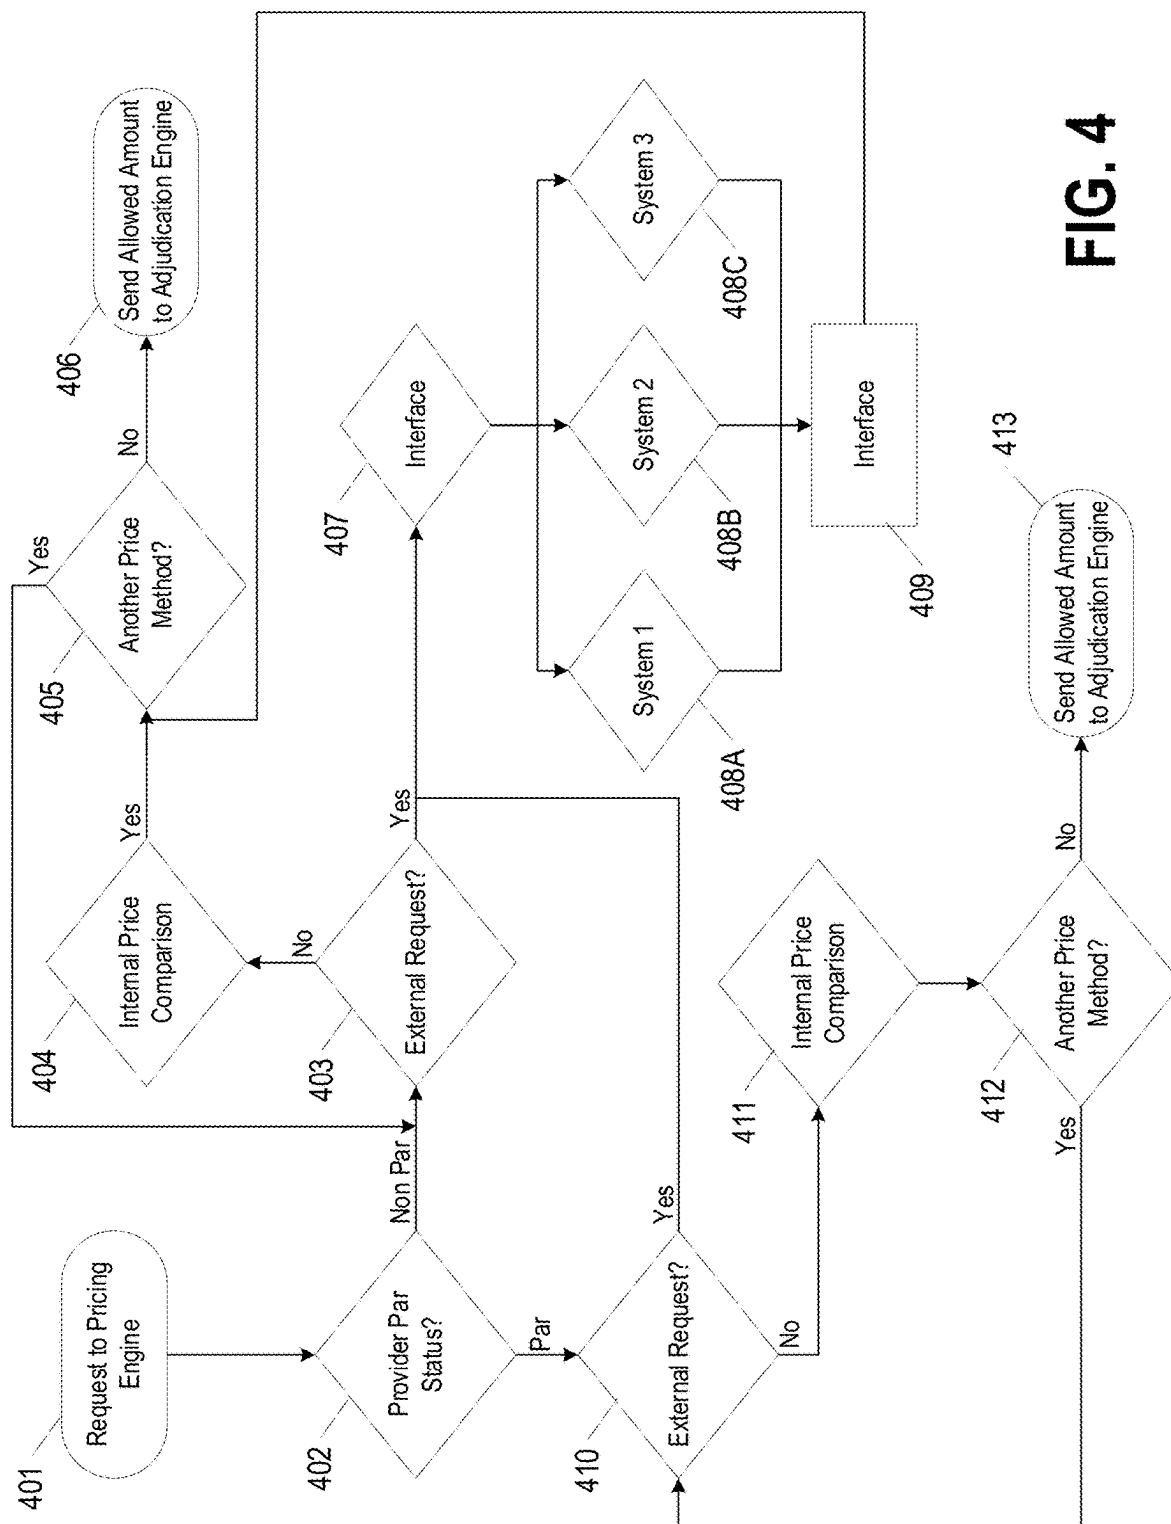 401
Request to Pricing
Engine
402
Provider Par
Status?
Non Par
Par
403
External Request?
No
Yes
404
Internal Price
Comparison
Yes
405
Another Price
Method?
Yes
No
406
Send Allowed Amount
to Adjudication Engine
407
Interface
408A
System 1
408B
System 2
408C
System 3
409
Interface
410
External Request?
Yes
No
411
Internal Price
Comparison
412
Another Price
Method?
Yes
No
413
Send Allowed Amount
to Adjudication Engine
FIG. 4